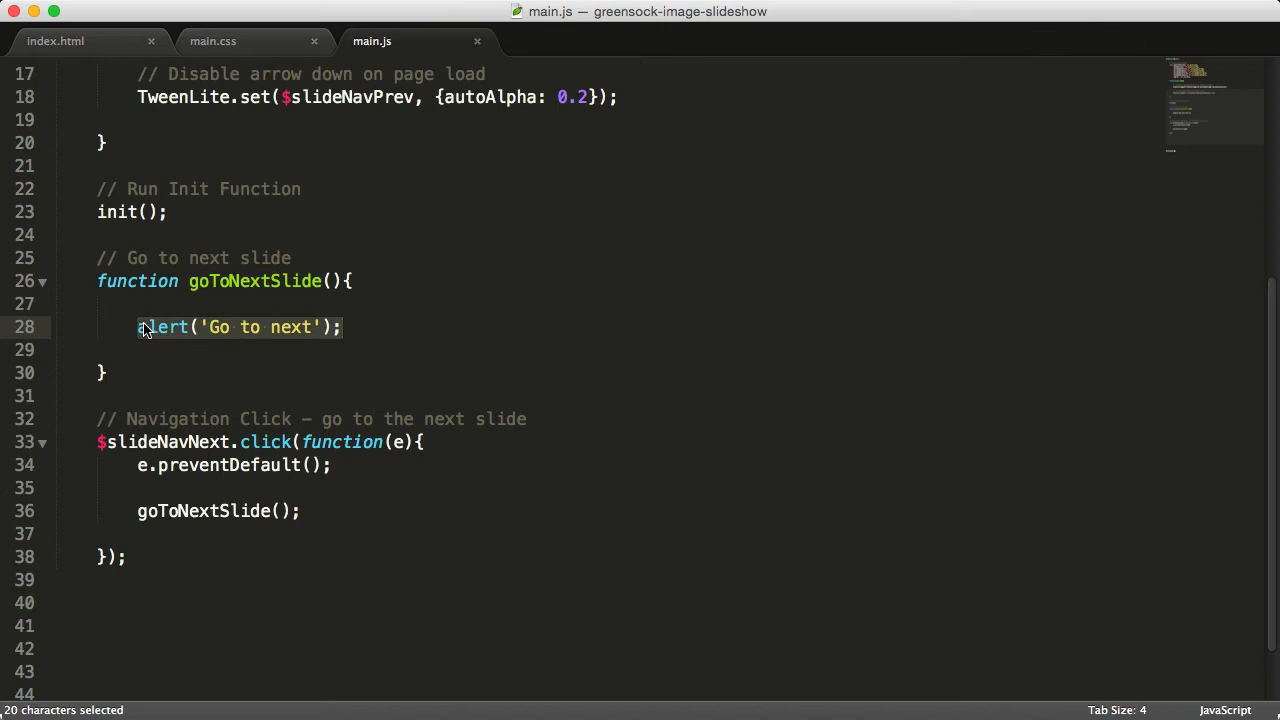 main.js — greensock-image-slideshow
index.html × main.css × main.js ×
17 // Disable arrow down on page load
18 TweenLite.set($slideNavPrev, {autoAlpha: 0.2});
19
20 }
21
22 // Run Init Function
23 init();
24
25 // Go to next slide
26 function goToNextSlide(){
27
28 alert('Go to next');
29
30 }
31
32 // Navigation Click – go to the next slide
33 $slideNavNext.click(function(e){
34 e.preventDefault();
35
36 goToNextSlide();
37
38 });
39
40
41
42
43
44
20 characters selected Tab Size: 4 JavaScript